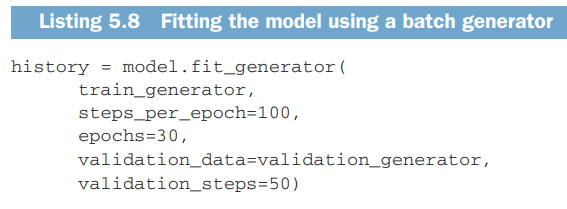 Listing 5.8 Fitting the model using a batch generator
history = model.fit_generator(
train_generator,
steps_per_epoch=100,
epochs=30,
validation_data=validation_generator,
validation_steps=50)